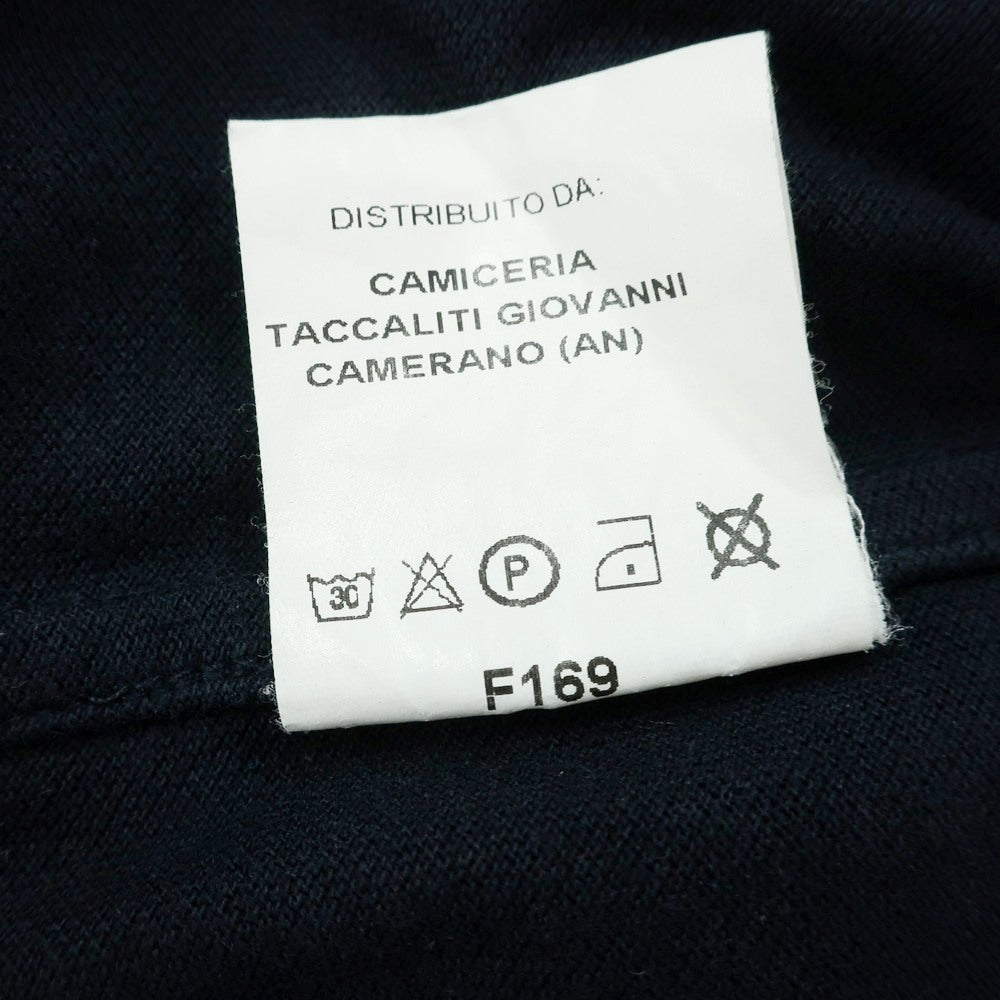 DISTRIBUITO DA:
CAMICERIA
TACCALITI GIOVANNI
CAMERANO (AN)
30 P
F169